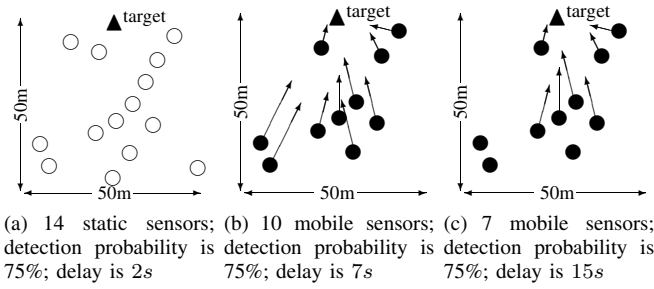 target
target
target
50m
50m
50m
50m
50m
50m
(a) 14 static sensors;
detection probability is
75%; delay is 2s
(b) 10 mobile sensors;
detection probability is
75%; delay is 7s
(c) 7 mobile sensors;
detection probability is
75%; delay is 15s